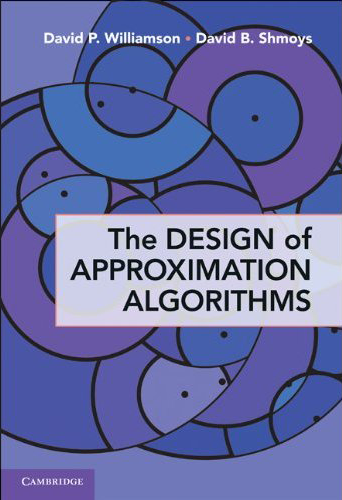 David P. Williamson • David B. Shmoys
The DESIGN of
APPROXIMATION
ALGORITHMS
CAMBRIDGE